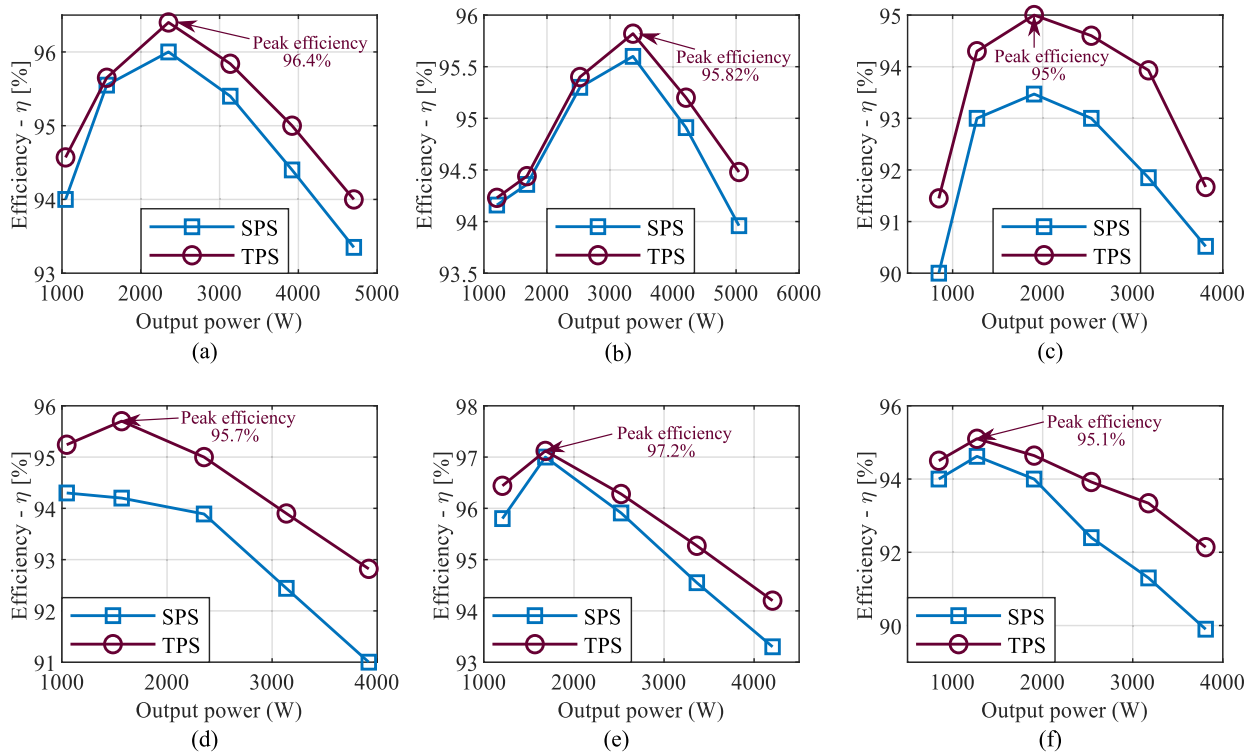 Efficiency - η [%]
96
95
94
93
Peak efficiency
96.4%
SPS
TPS
1000 2000 3000 4000 5000
Output power (W)
(a)
Efficiency - η [%]
96
95.5
95
94.5
94
93.5
Peak efficiency
95.82%
SPS
TPS
1000 2000 3000 4000 5000 6000
Output power (W)
(b)
Efficiency - η [%]
95
94
93
92
91
90
Peak efficiency
95%
SPS
TPS
1000 2000 3000 4000
Output power (W)
(c)
Efficiency - η [%]
96
95
94
93
92
91
Peak efficiency
95.7%
SPS
TPS
1000 2000 3000 4000
Output power (W)
(d)
Efficiency - η [%]
98
97
96
95
94
93
Peak efficiency
97.2%
SPS
TPS
2000 3000 4000
Output power (W)
(e)
Efficiency - η [%]
96
94
92
90
Peak efficiency
95.1%
SPS
TPS
1000 2000 3000 4000
Output power (W)
(f)